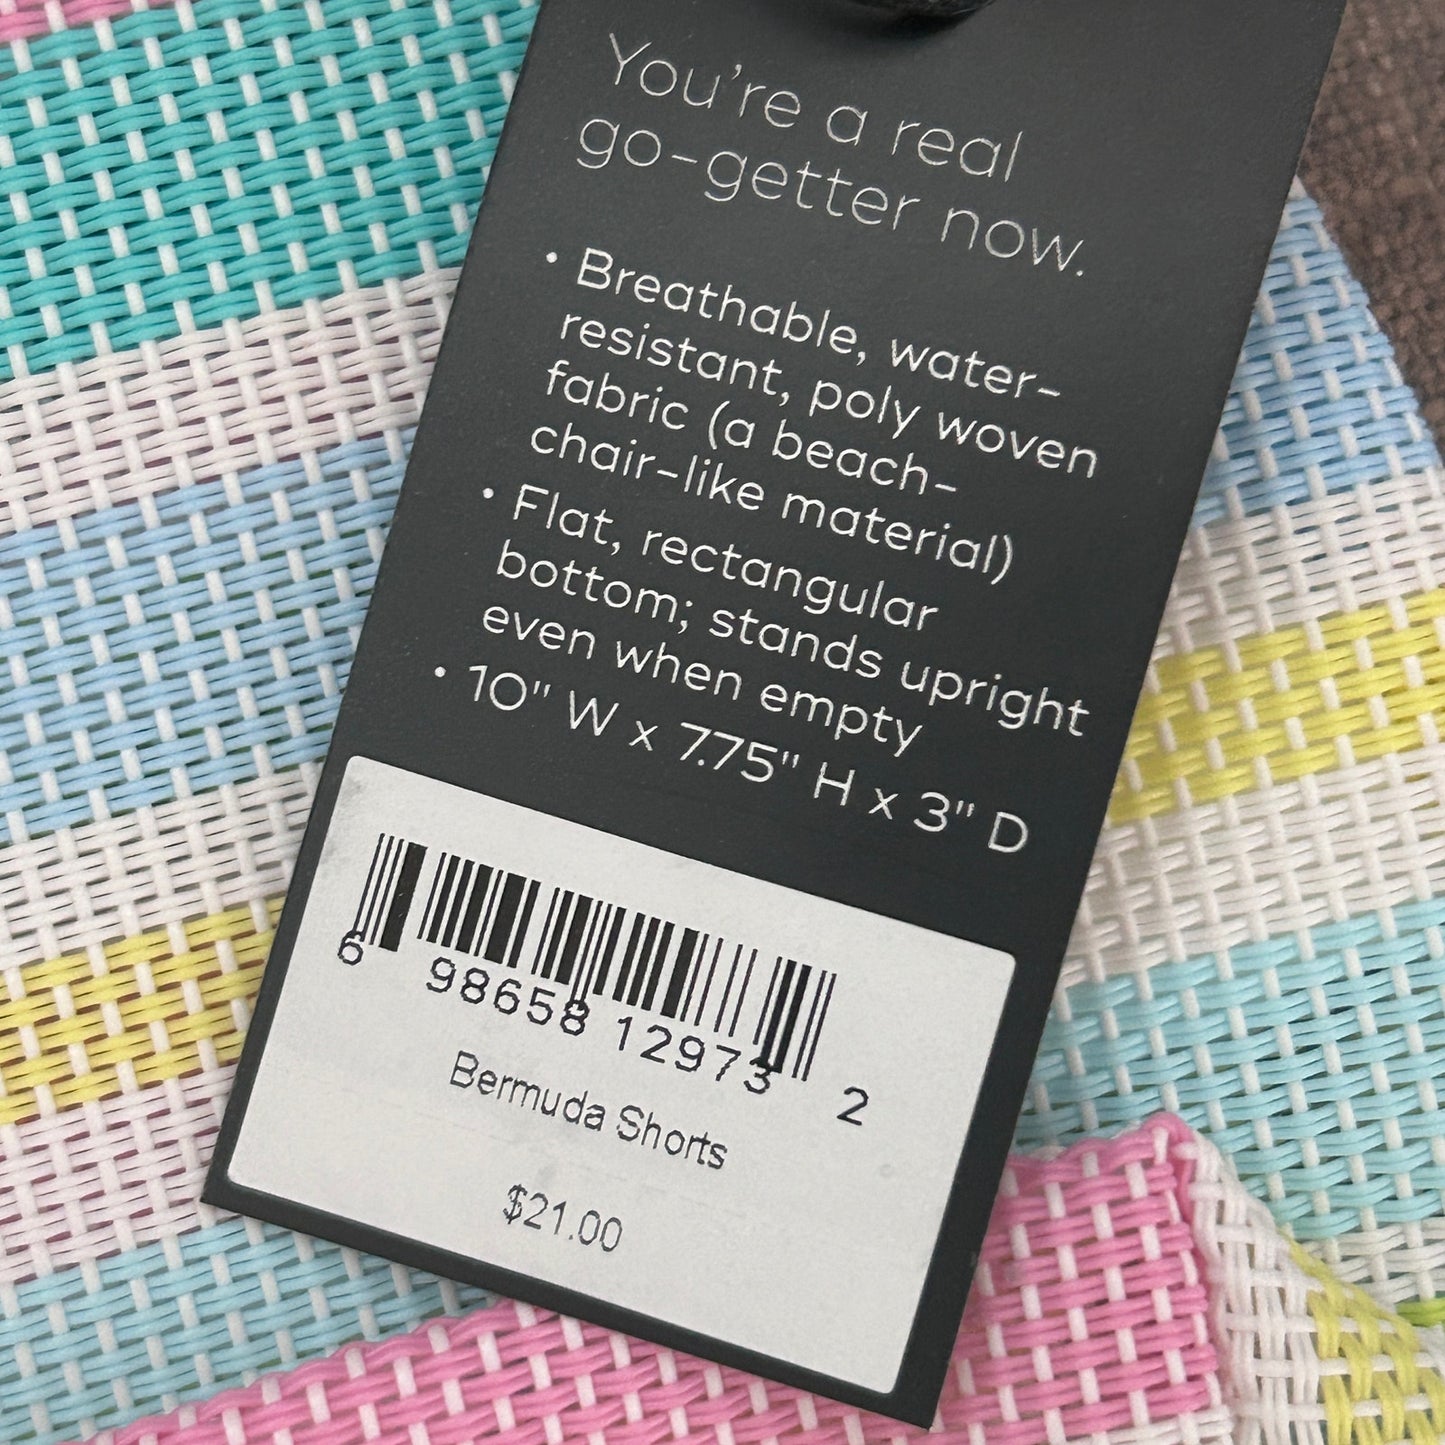 You're a real
go-getter now.
• Breathable, water-
resistant, poly woven
fabric (a beach-
chair-like material)
• Flat, rectangular
bottom; stands upright
even when empty
• 10" W x 7.75" H x 3" D
6 98658 12973 2
Bermuda Shorts
$21.00